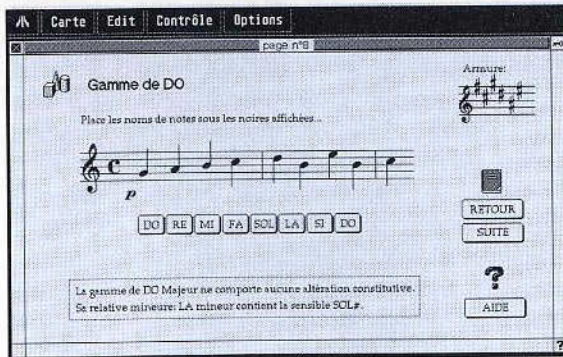 Carte Edit Contrôle Options
page n°8
Gamme de DO
Armure:
Place les noms de notes sous les noires affichées...
p
DO RE MI FA SOL LA SI DO
RETOUR
SUITE
La gamme de DO Majeur ne comporte aucune altération constitutive.
Sa relative mineure: LA mineur contient la sensible SOL#.
?
AIDE
?